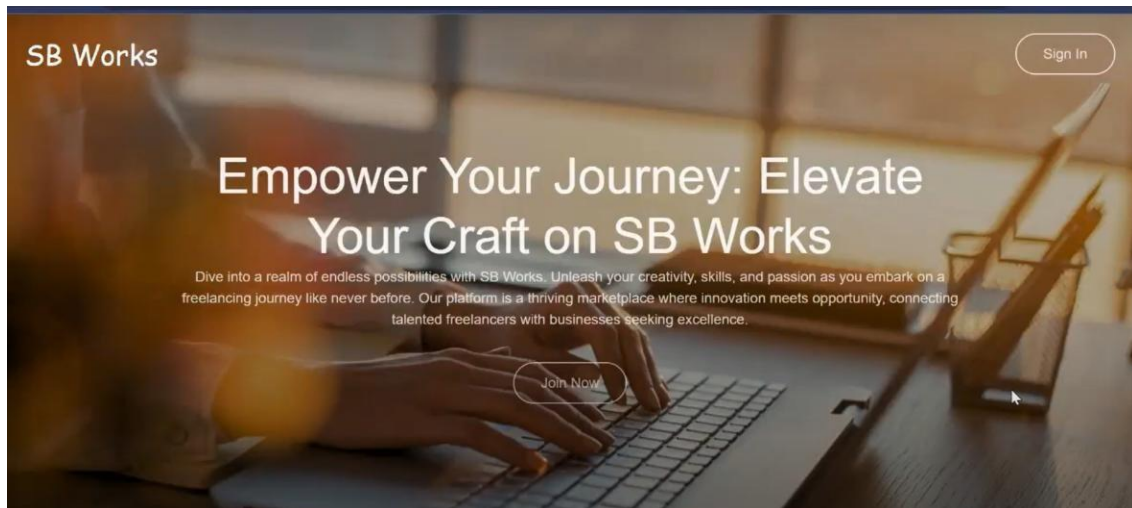 SB Works
Sign In
Empower Your Journey: Elevate
Your Craft on SB Works
Dive into a realm of endless possibilities with SB Works. Unleash your creativity, skills, and passion as you embark on a
freelancing journey like never before. Our platform is a thriving marketplace where innovation meets opportunity, connecting
talented freelancers with businesses seeking excellence.
Join Now